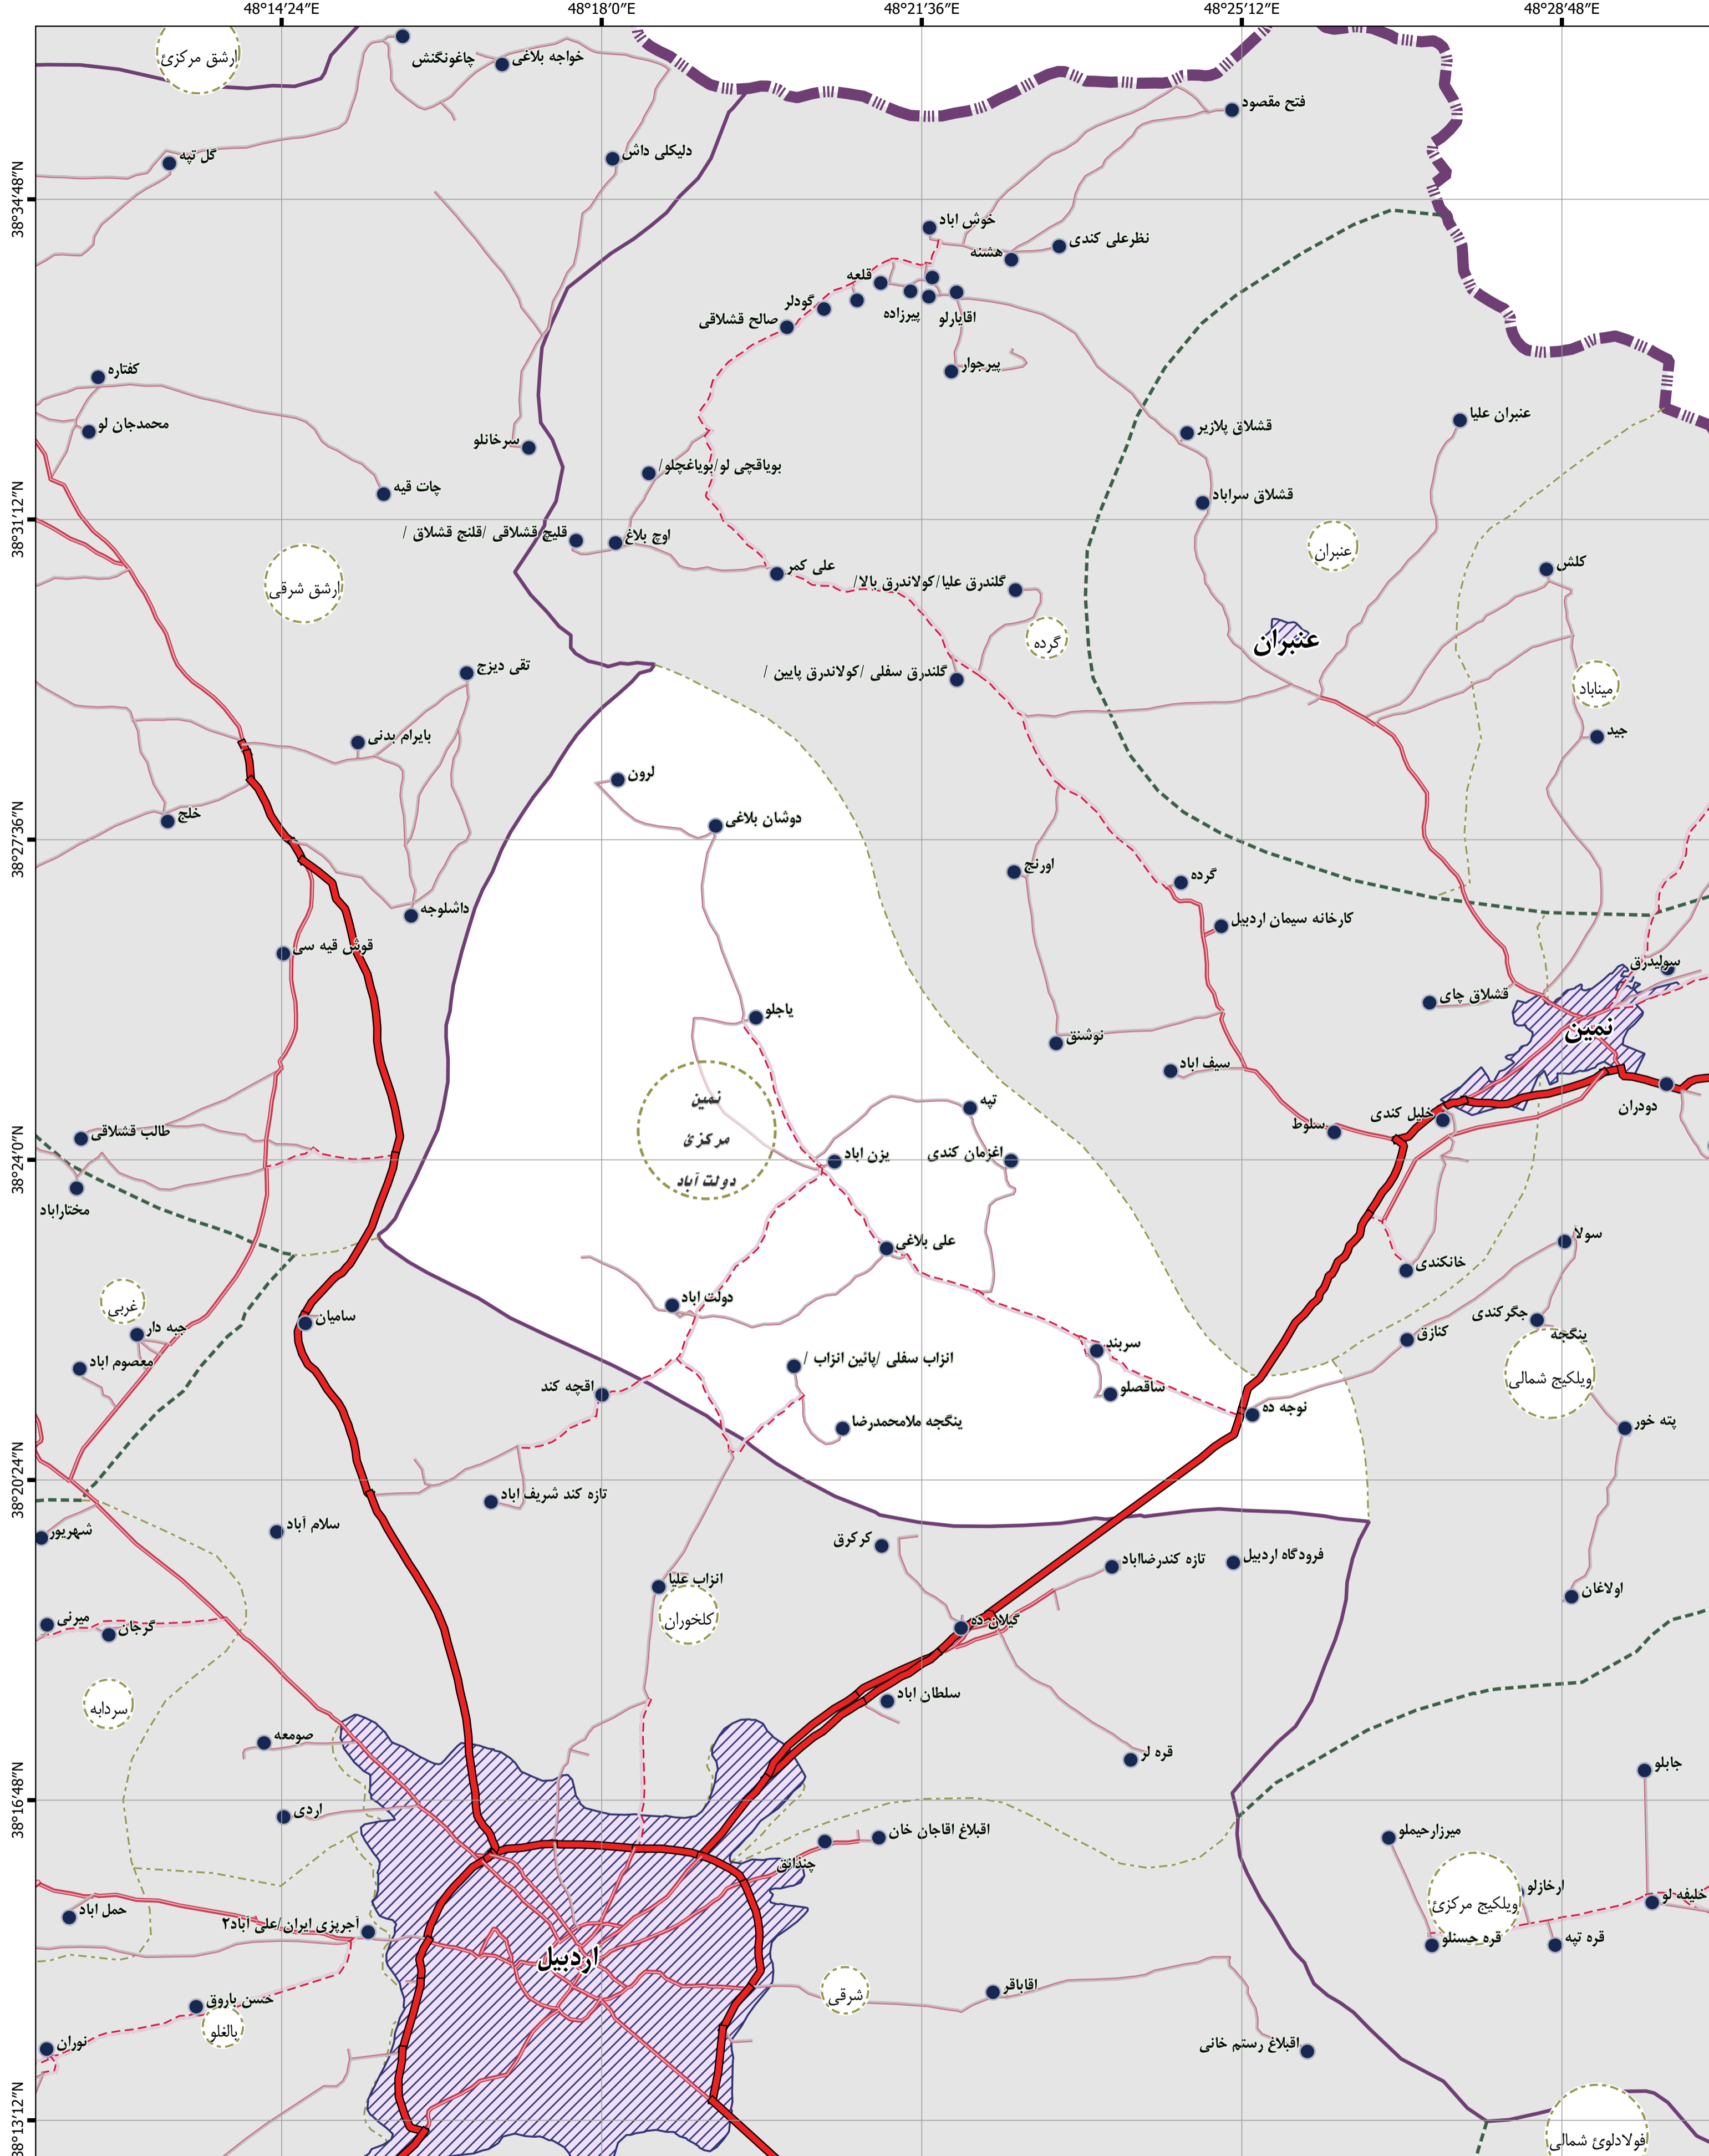 48°14'24"E
48°18'0"E
48°21'36"E
48°25'12"E
48°28'48"E
ارشق مرکزئ
چاغونگنش
خواجه بلاغی
فتح مقصود
گل تپه
دلیکلی داش
38°34'48"N
خوش اباد
نظرعلی کندی
هشنه
قلعه
گودلر
پیرزاده
اقایارلو
صالح قشلاقی
پیرجوار
کفتاره
محمدجان لو
سرخانلو
قشلاق پلازیر
عنبران علیا
بویاقچی لو/بویاغچلو/
چات قیه
قشلاق سراباد
38°31'12"N
قلیچ قشلاقی /قلنج قشلاق /
اوچ بلاغ
علی کمر
عنبران
کلش
ارشق شرقی
گلندرق علیا/کولاندرق بالا/
گرده
عنبران
تقی دیزج
گلندرق سفلی /کولاندرق پایین /
میناباد
بایرام بدنی
جید
لرون
خلج
دوشان بلاغی
38°27'36"N
اورنج
گرده
داشلوجه
کارخانه سیمان اردبیل
قوش قیه سی
سولیدرق
قشلاق چای
یاجلو
نمین
نوشنق
سیف اباد
نمین
مرکزئ
دولت آباد
تپه
دودران
خلیل کندی
سلوط
طالب قشلاقی
38°24'0"N
یزن اباد
اغزمان کندی
مختاراباد
علی بلاغی
سولا
خانکندی
غربی
دولت اباد
سامیان
جبه دار
جگرکندی
ینگجه
کنازق
سربند
معصوم اباد
انزاب سفلی /پائین انزاب /
ویلکیج شمالی
اقچه کند
ساقصلو
نوجه ده
ینگجه ملامحمدرضا
پته خور
38°20'24"N
تازه کند شریف اباد
شهریور
سلام آباد
کرکرق
تازه کندرضااباد
فرودگاه اردبیل
انزاب علیا
اولاغان
کلخوران
میرنی
گرجان
گیلان ده
سردابه
سلطان اباد
صومعه
قره لر
جابلو
38°16'48"N
اردی
اقبلاغ اقاجان خان
میرزارحیملو
چندانق
ارخازلو
خلیفه لو
ویلکیج مرکزئ
حمل اباد
آجرپزی ایران/علی آباد۲
قره حسنلو
قره تپه
اردبیل
شرقی
اقاباقر
حسن باروق
پالغلو
نوران
اقبلاغ رستم خانی
38°13'12"N
فولادلوئ شمالی